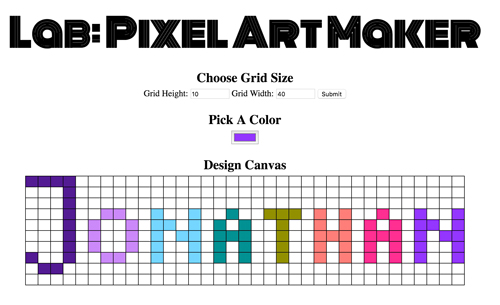 Lab: Pixel Art Maker
Choose Grid Size
Grid Height: 10 Grid Width: 40 Submit
Pick A Color
Design Canvas
JONATHAN